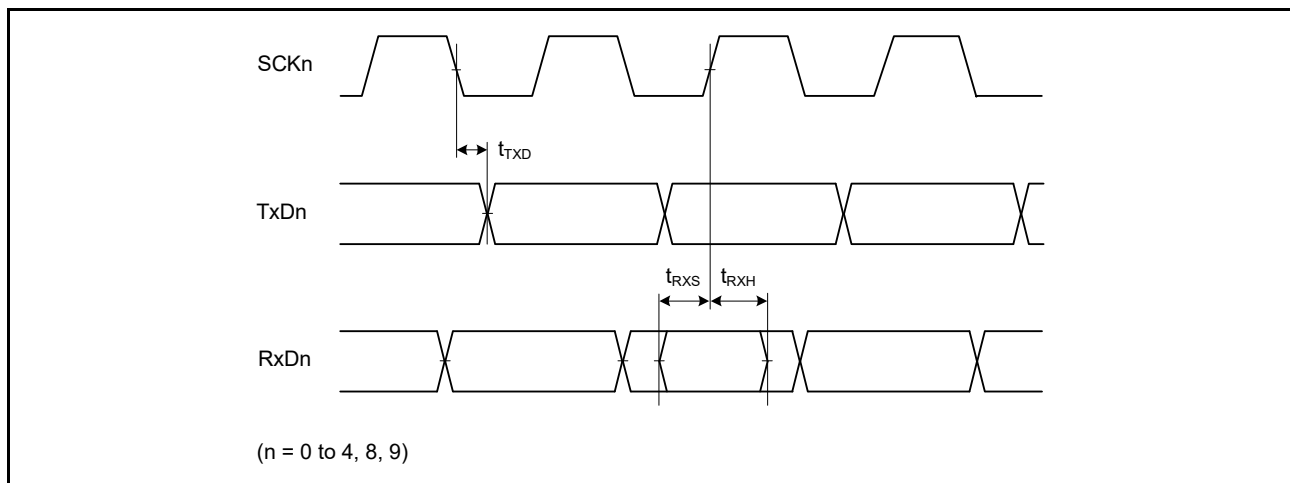 SCKn
tTXD
TxDn
tRXS tRXH
RxDn
(n = 0 to 4, 8, 9)